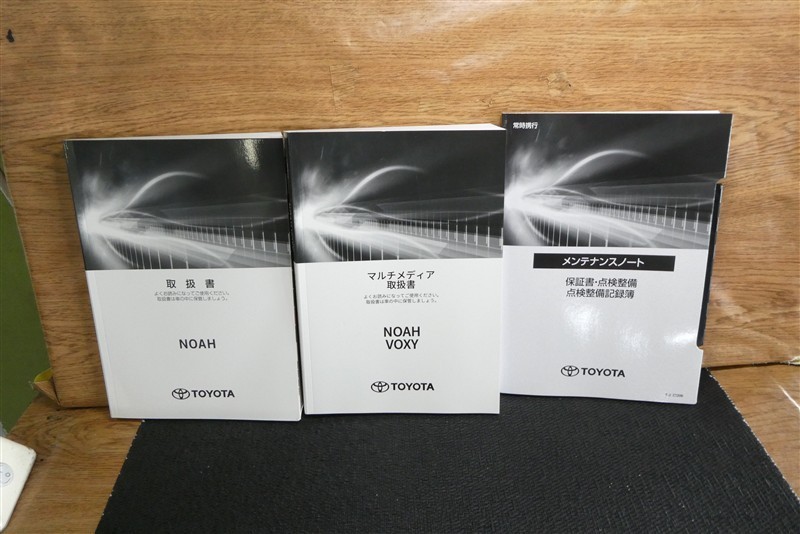 取扱書
よくお読みになってご使用ください。
取扱書は車の中に保管しましょう。
NOAH
TOYOTA
マルチメディア
取扱書
よくお読みになってご使用ください。
取扱書は車の中に保管しましょう。
NOAH
VOXY
TOYOTA
常時携行
メンテナンスノート
保証書・点検整備
点検整備記録簿
TOYOTA